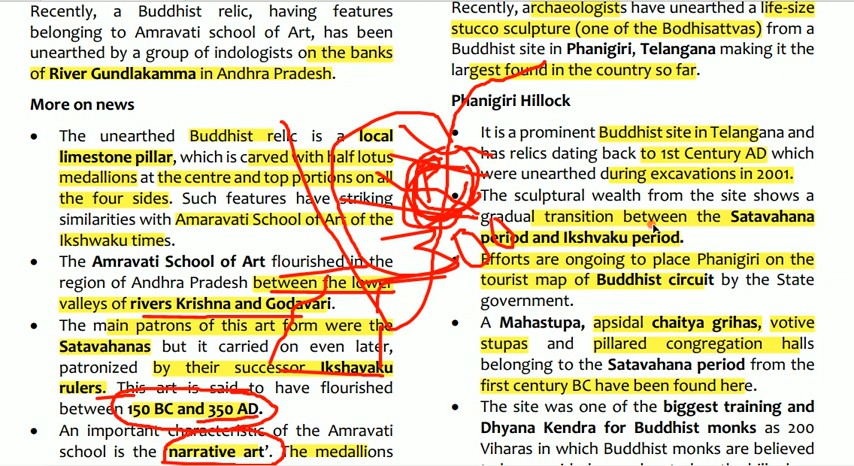 Recently, a Buddhist relic, having features
belonging to Amravati school of Art, has been
unearthed by a group of indologists on the banks
of River Gundlakamma in Andhra Pradesh.
More on news
• The unearthed Buddhist relic is a local
limestone pillar, which is carved with half lotus
medallions at the centre and top portions on all
the four sides. Such features have striking
similarities with Amaravati School of Art of the
Ikshwaku times.
• The Amravati School of Art flourished in the
region of Andhra Pradesh between the lower
valleys of rivers Krishna and Godavari.
• The main patrons of this art form were the
Satavahanas but it carried on even later,
patronized by their successor Ikshavaku
rulers. This art is said to have flourished
between 150 BC and 350 AD.
• An important characteristic of the Amravati
school is the 'narrative art'. The medallions
Recently, archaeologists have unearthed a life-size
stucco sculpture (one of the Bodhisattvas) from a
Buddhist site in Phanigiri, Telangana making it the
largest found in the country so far.
Phanigiri Hillock
• It is a prominent Buddhist site in Telangana and
has relics dating back to 1st Century AD which
were unearthed during excavations in 2001.
• The sculptural wealth from the site shows a
gradual transition between the Satavahana
period and Ikshvaku period.
• Efforts are ongoing to place Phanigiri on the
tourist map of Buddhist circuit by the State
government.
• A Mahastupa, apsidal chaitya grihas, votive
stupas and pillared congregation halls
belonging to the Satavahana period from the
first century BC have been found here.
• The site was one of the biggest training and
Dhyana Kendra for Buddhist monks as 200
Viharas in which Buddhist monks are believed